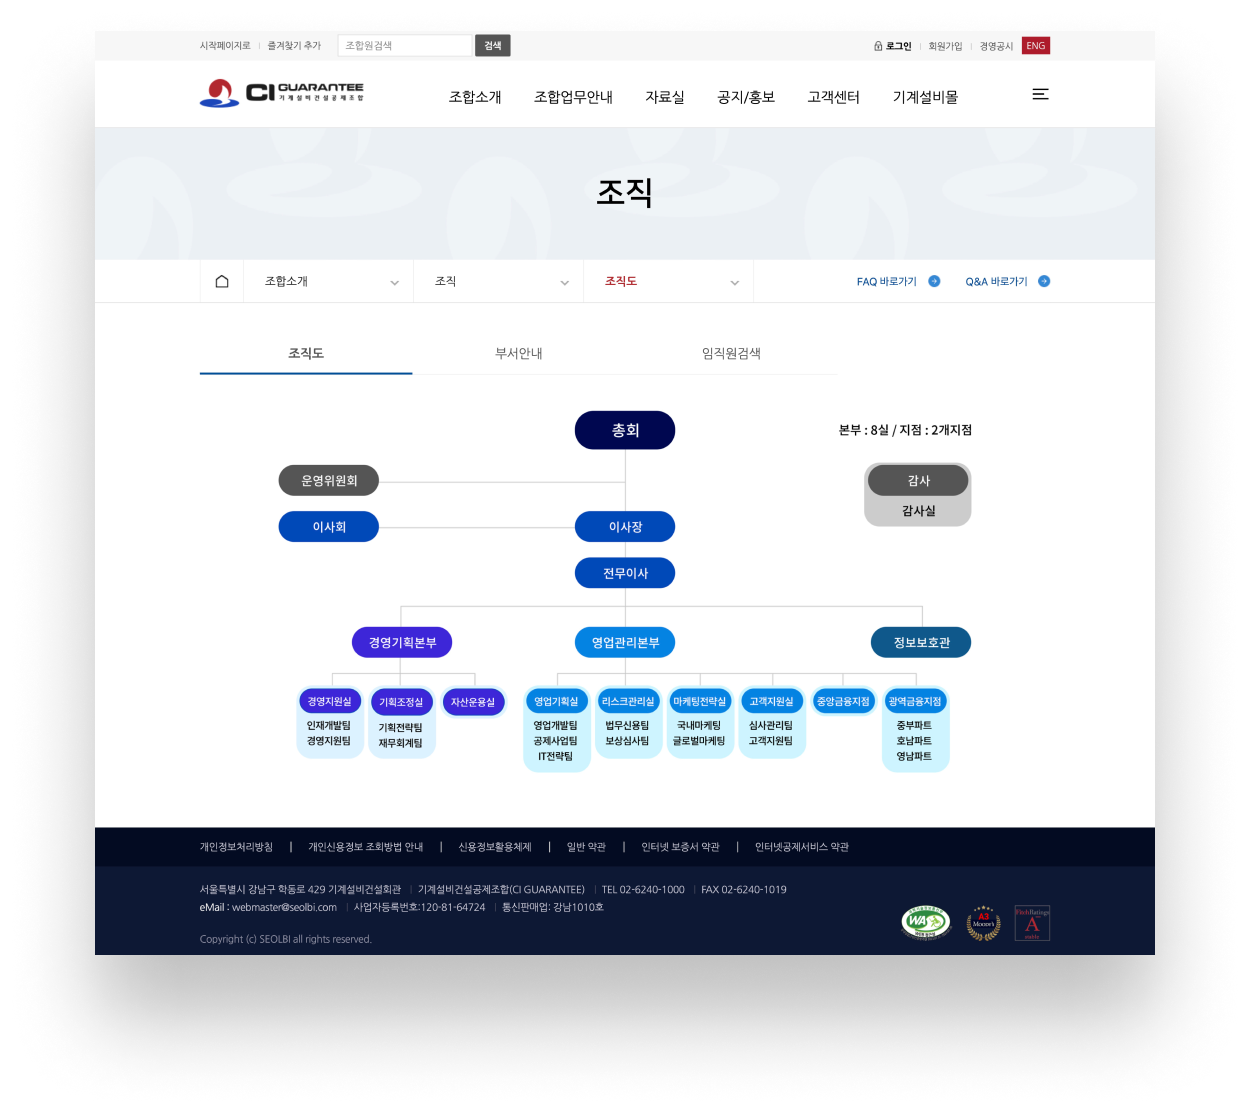 시작페이지로 즐겨찾기 추가 조합원검색 검색 로그인 회원가입 경영공시 ENG
CI GUARANTEE
기계설비건설공제조합
조합소개 조합업무안내 자료실 공지/홍보 고객센터 기계설비몰
조직
조합소개 조직 조직도 FAQ 바로가기 Q&A 바로가기
조직도 부서안내 임직원검색
총회
본부 : 8실 / 지점 : 2개지점
운영위원회
감사
감사실
이사회
이사장
전무이사
경영기획본부
영업관리본부
정보보호관
경영지원실
인재개발팀
경영지원팀
기획조정실
기획전략팀
재무회계팀
자산운용실
영업기획실
영업개발팀
공제사업팀
IT전략팀
리스크관리실
법무신용팀
보상심사팀
마케팅전략실
국내마케팅
글로벌마케팅
고객지원실
심사관리팀
고객지원팀
중앙금융지점
광역금융지점
중부파트
호남파트
영남파트
개인정보처리방침 | 개인신용정보 조회방법 안내 | 신용정보활용체제 | 일반 약관 | 인터넷 보증서 약관 | 인터넷공제서비스 약관
서울특별시 강남구 학동로 429 기계설비건설회관 | 기계설비건설공제조합(CI GUARANTEE) | TEL 02-6240-1000 | FAX 02-6240-1019
eMail : webmaster@seolbi.com | 사업자등록번호:120-81-64724 | 통신판매업: 강남1010호
Copyright (c) SEOLBI all rights reserved.
WA
A3
Moody's
FitchRatings
A